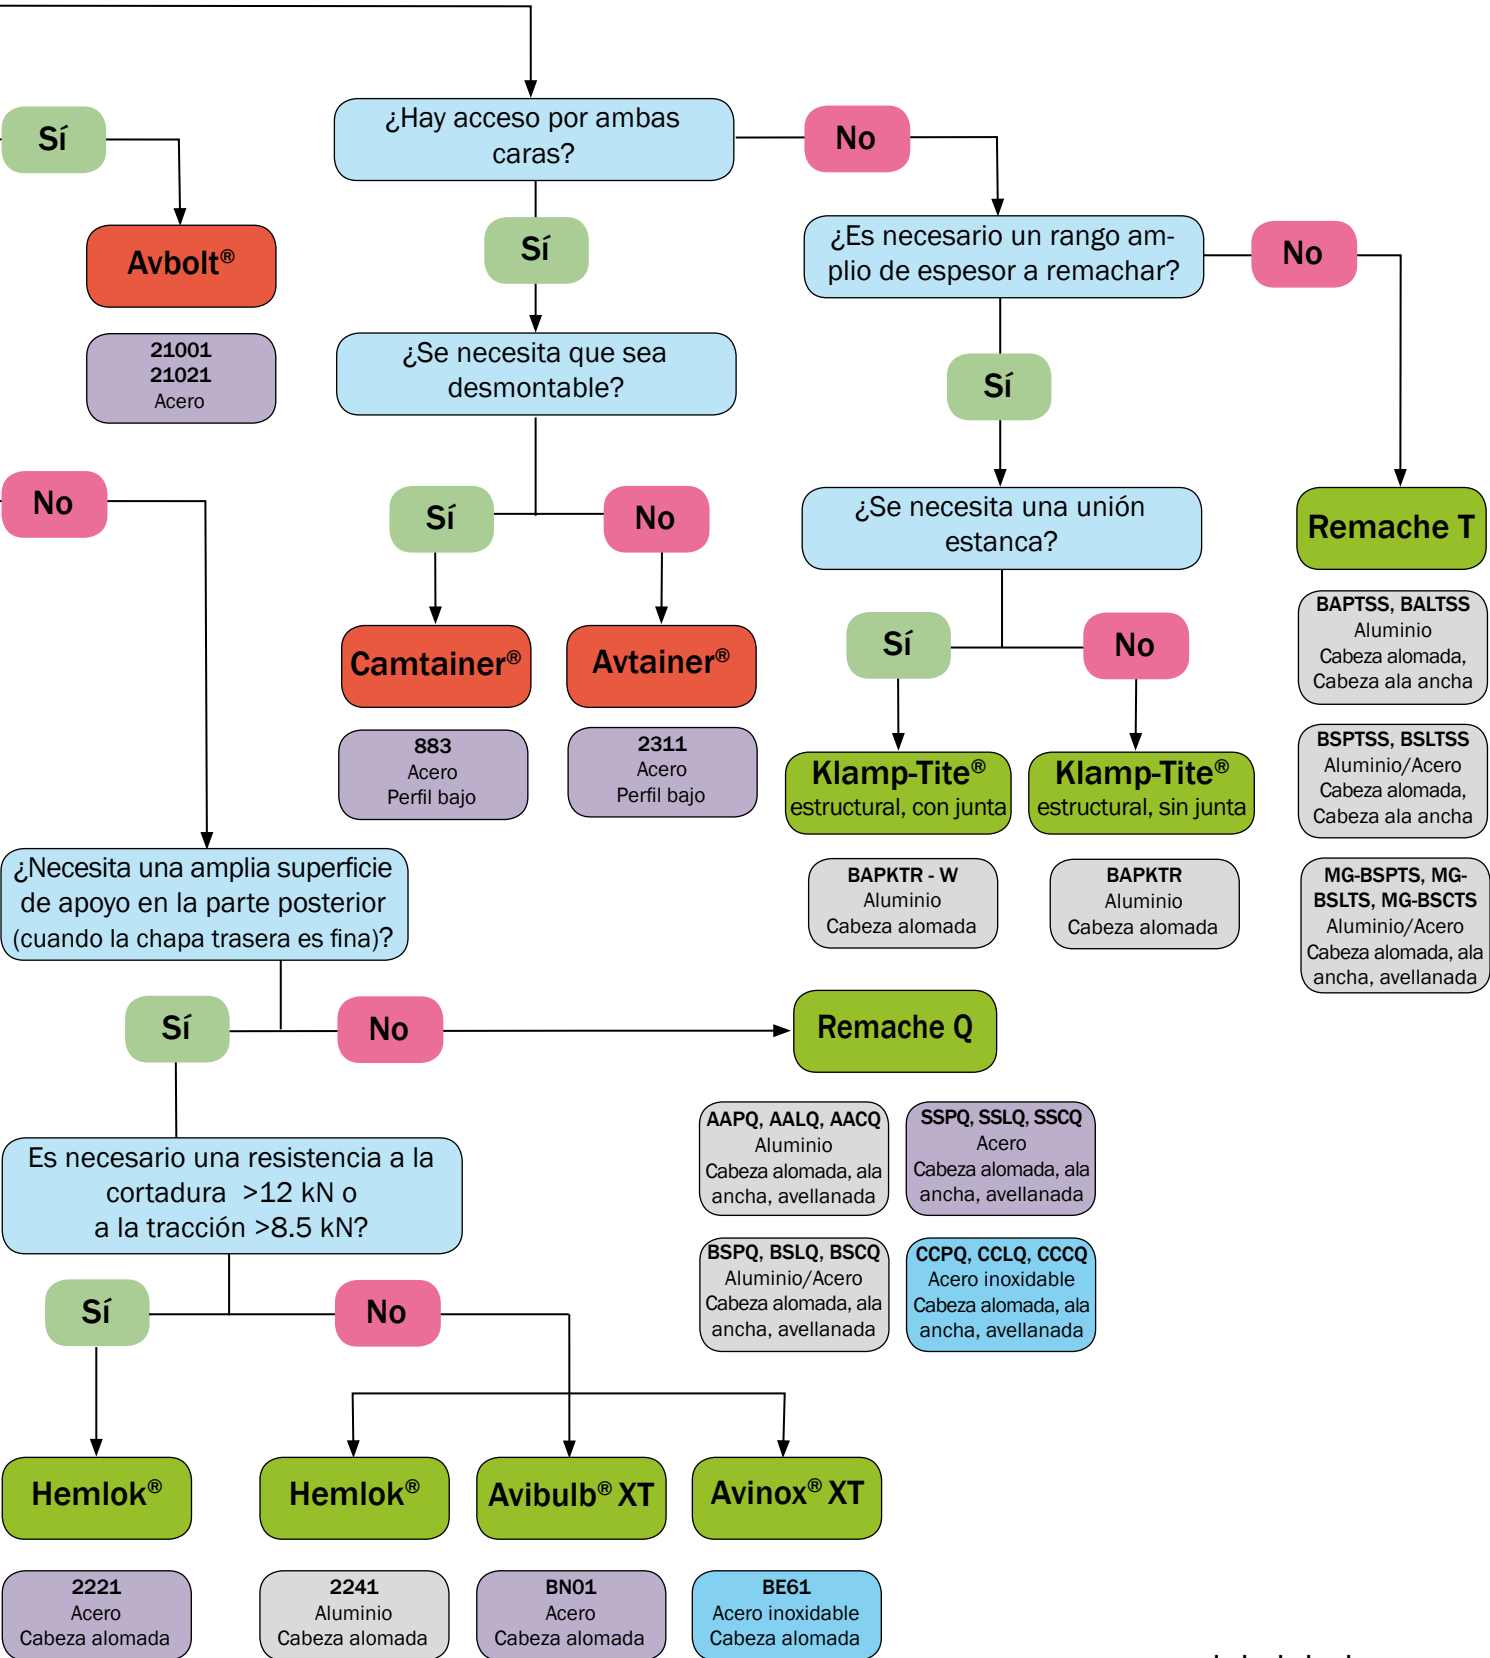 ¿Hay acceso por ambas
caras?
Sí
No
Avbolt®
21001
21021
Acero
Sí
¿Es necesario un rango am-
plio de espesor a remachar?
No
¿Se necesita que sea
desmontable?
Sí
No
Sí
No
¿Se necesita una unión
estanca?
Remache T
BAPTSS, BALTSS
Aluminio
Cabeza alomada,
Cabeza ala ancha
BSPTSS, BSLTSS
Aluminio/Acero
Cabeza alomada,
Cabeza ala ancha
MG-BSPTS, MG-
BSLTS, MG-BSCTS
Aluminio/Acero
Cabeza alomada, ala
ancha, avellanada
Camtainer®
883
Acero
Perfil bajo
Avtainer®
2311
Acero
Perfil bajo
Sí
No
Klamp-Tite®
estructural, con junta
BAPKTR - W
Aluminio
Cabeza alomada
Klamp-Tite®
estructural, sin junta
BAPKTR
Aluminio
Cabeza alomada
¿Necesita una amplia superficie
de apoyo en la parte posterior
(cuando la chapa trasera es fina)?
Sí
No
Remache Q
AAPQ, AALQ, AACQ
Aluminio
Cabeza alomada, ala
ancha, avellanada
SSPQ, SSLQ, SSCQ
Acero
Cabeza alomada, ala
ancha, avellanada
BSPQ, BSLQ, BSCQ
Aluminio/Acero
Cabeza alomada, ala
ancha, avellanada
CCPQ, CCLQ, CCCQ
Acero inoxidable
Cabeza alomada, ala
ancha, avellanada
Es necesario una resistencia a la
cortadura >12 kN o
a la tracción >8.5 kN?
Sí
No
Hemlok®
2221
Acero
Cabeza alomada
Hemlok®
2241
Aluminio
Cabeza alomada
Avibulb® XT
BN01
Acero
Cabeza alomada
Avinox® XT
BE61
Acero inoxidable
Cabeza alomada